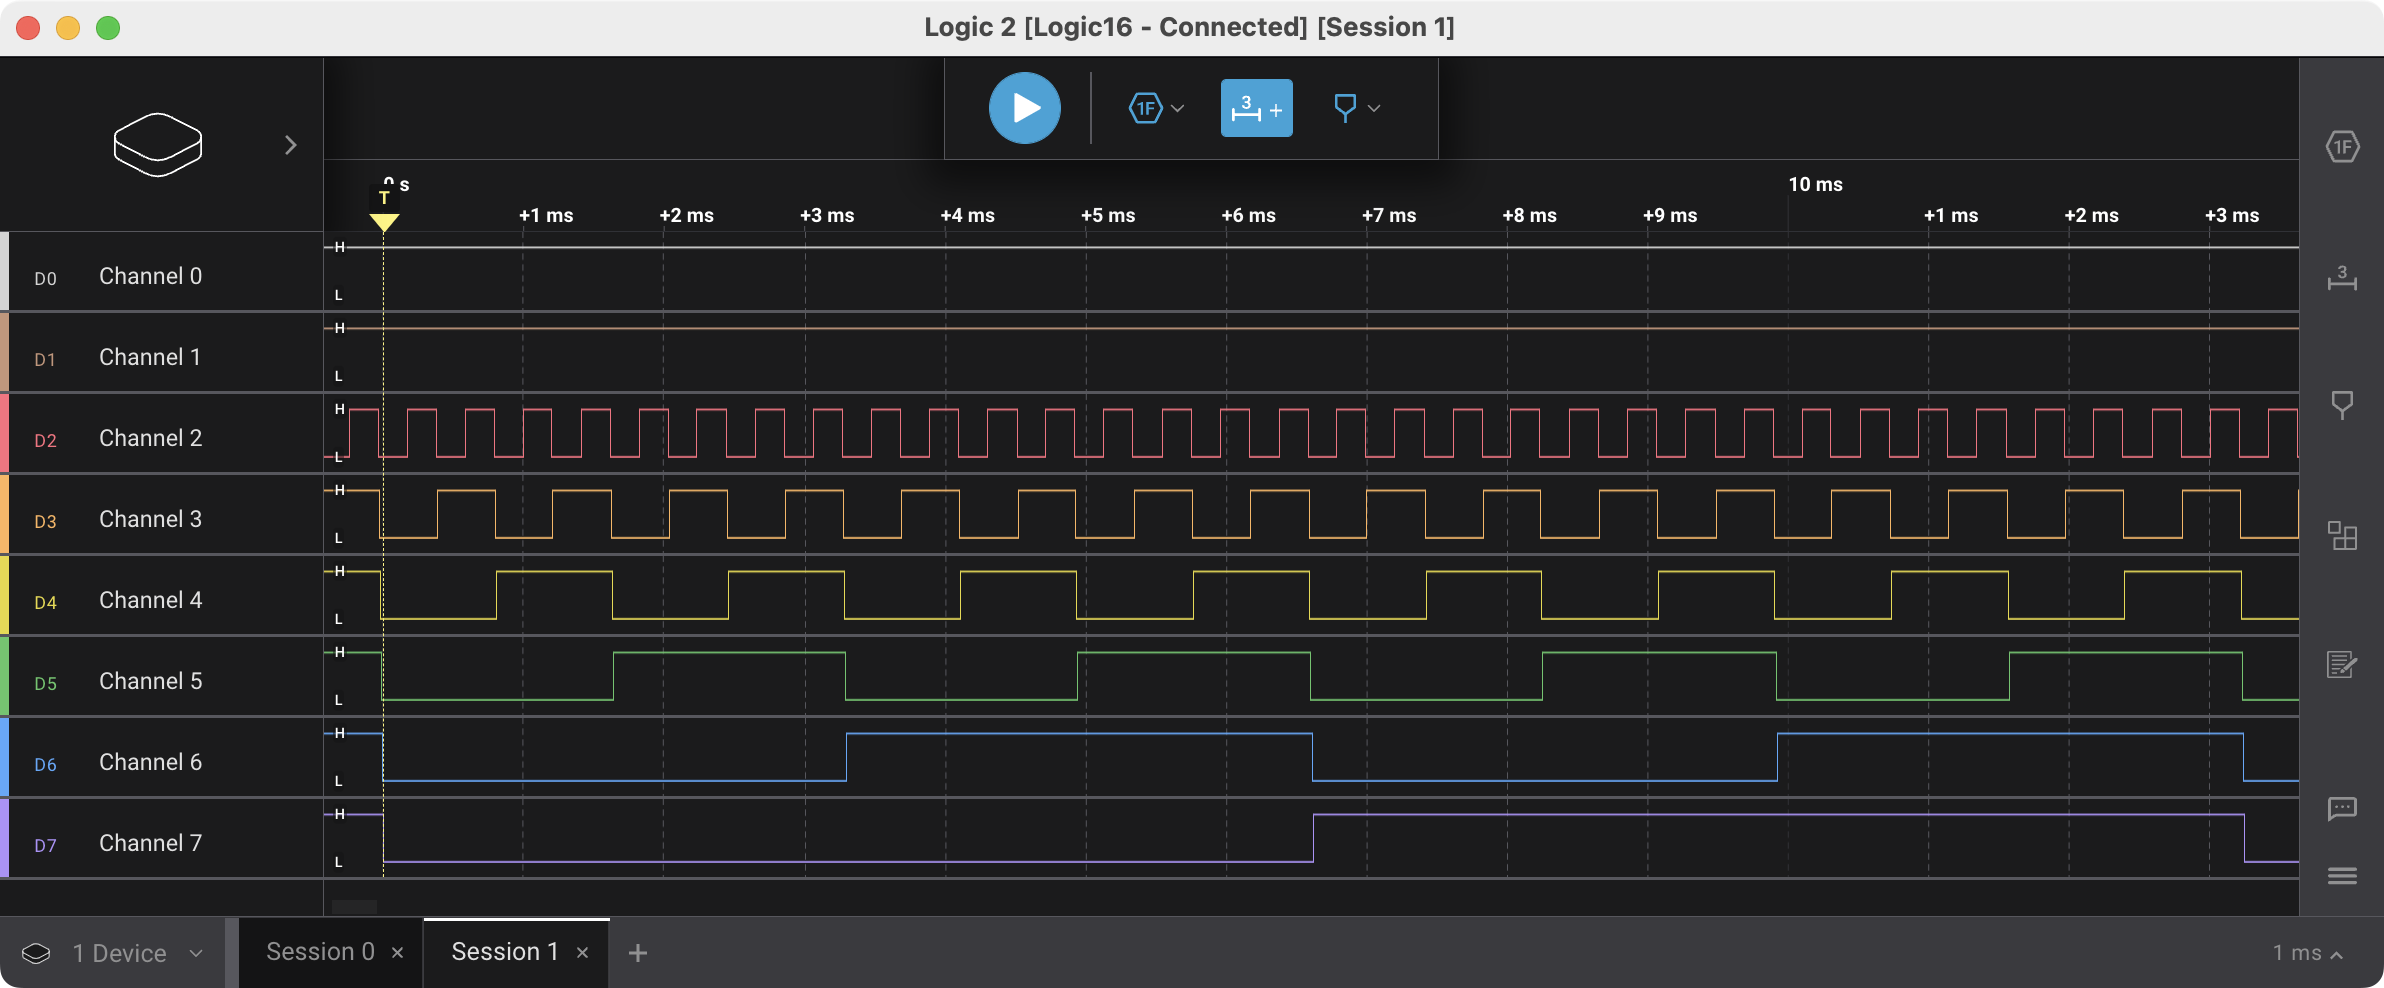 Logic 2 [Logic16 - Connected] [Session 1]
1F 3 +
0 s 10 ms
T
+1 ms +2 ms +3 ms +4 ms +5 ms +6 ms +7 ms +8 ms +9 ms +1 ms +2 ms +3 ms
1F
3
H
D0 Channel 0
L
H
D1 Channel 1
L
H
D2 Channel 2
L
H
D3 Channel 3
L
H
D4 Channel 4
L
H
D5 Channel 5
L
H
D6 Channel 6
L
H
D7 Channel 7
L
1 Device Session 0 × Session 1 × + 1 ms